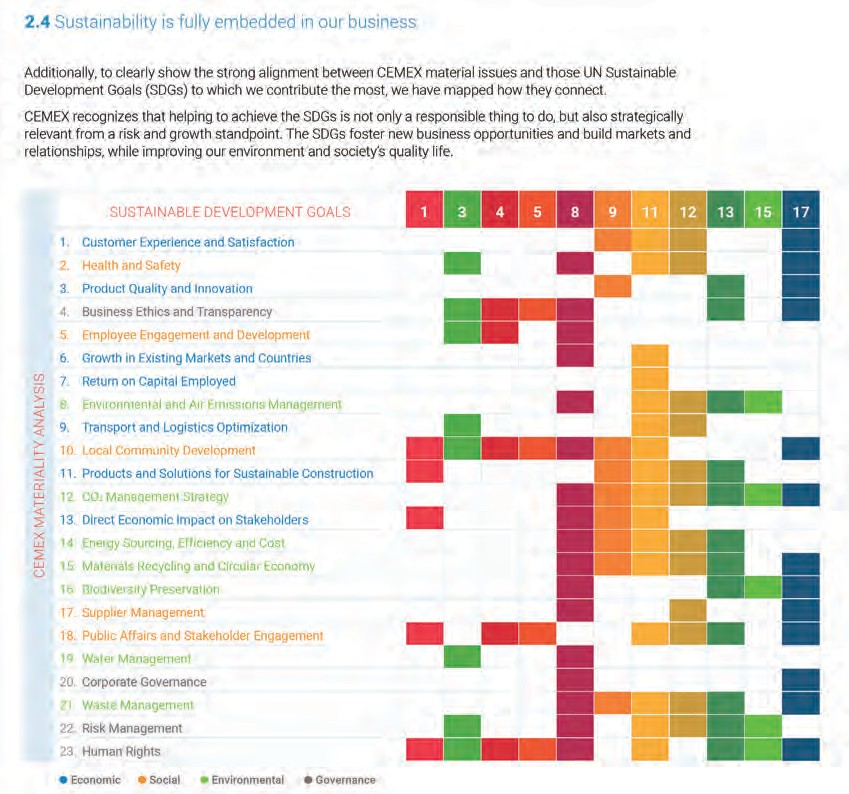 2.4 Sustainability is fully embedded in our business
Additionally, to clearly show the strong alignment between CEMEX material issues and those UN Sustainable
Development Goals (SDGs) to which we contribute the most, we have mapped how they connect.
CEMEX recognizes that helping to achieve the SDGs is not only a responsible thing to do, but also strategically
relevant from a risk and growth standpoint. The SDGs foster new business opportunities and build markets and
relationships, while improving our environment and society's quality life.
SUSTAINABLE DEVELOPMENT GOALS 1 3 4 5 8 9 11 12 13 15 17
CEMEX MATERIALITY ANALYSIS
1. Customer Experience and Satisfaction
2. Health and Safety
3. Product Quality and Innovation
4. Business Ethics and Transparency
5. Employee Engagement and Development
6. Growth in Existing Markets and Countries
7. Return on Capital Employed
8. Environmental and Air Emissions Management
9. Transport and Logistics Optimization
10. Local Community Development
11. Products and Solutions for Sustainable Construction
12. CO₂ Management Strategy
13. Direct Economic Impact on Stakeholders
14. Energy Sourcing, Efficiency and Cost
15. Materials Recycling and Circular Economy
16. Biodiversity Preservation
17. Supplier Management
18. Public Affairs and Stakeholder Engagement
19. Water Management
20. Corporate Governance
21. Waste Management
22. Risk Management
23. Human Rights
Economic Social Environmental Governance